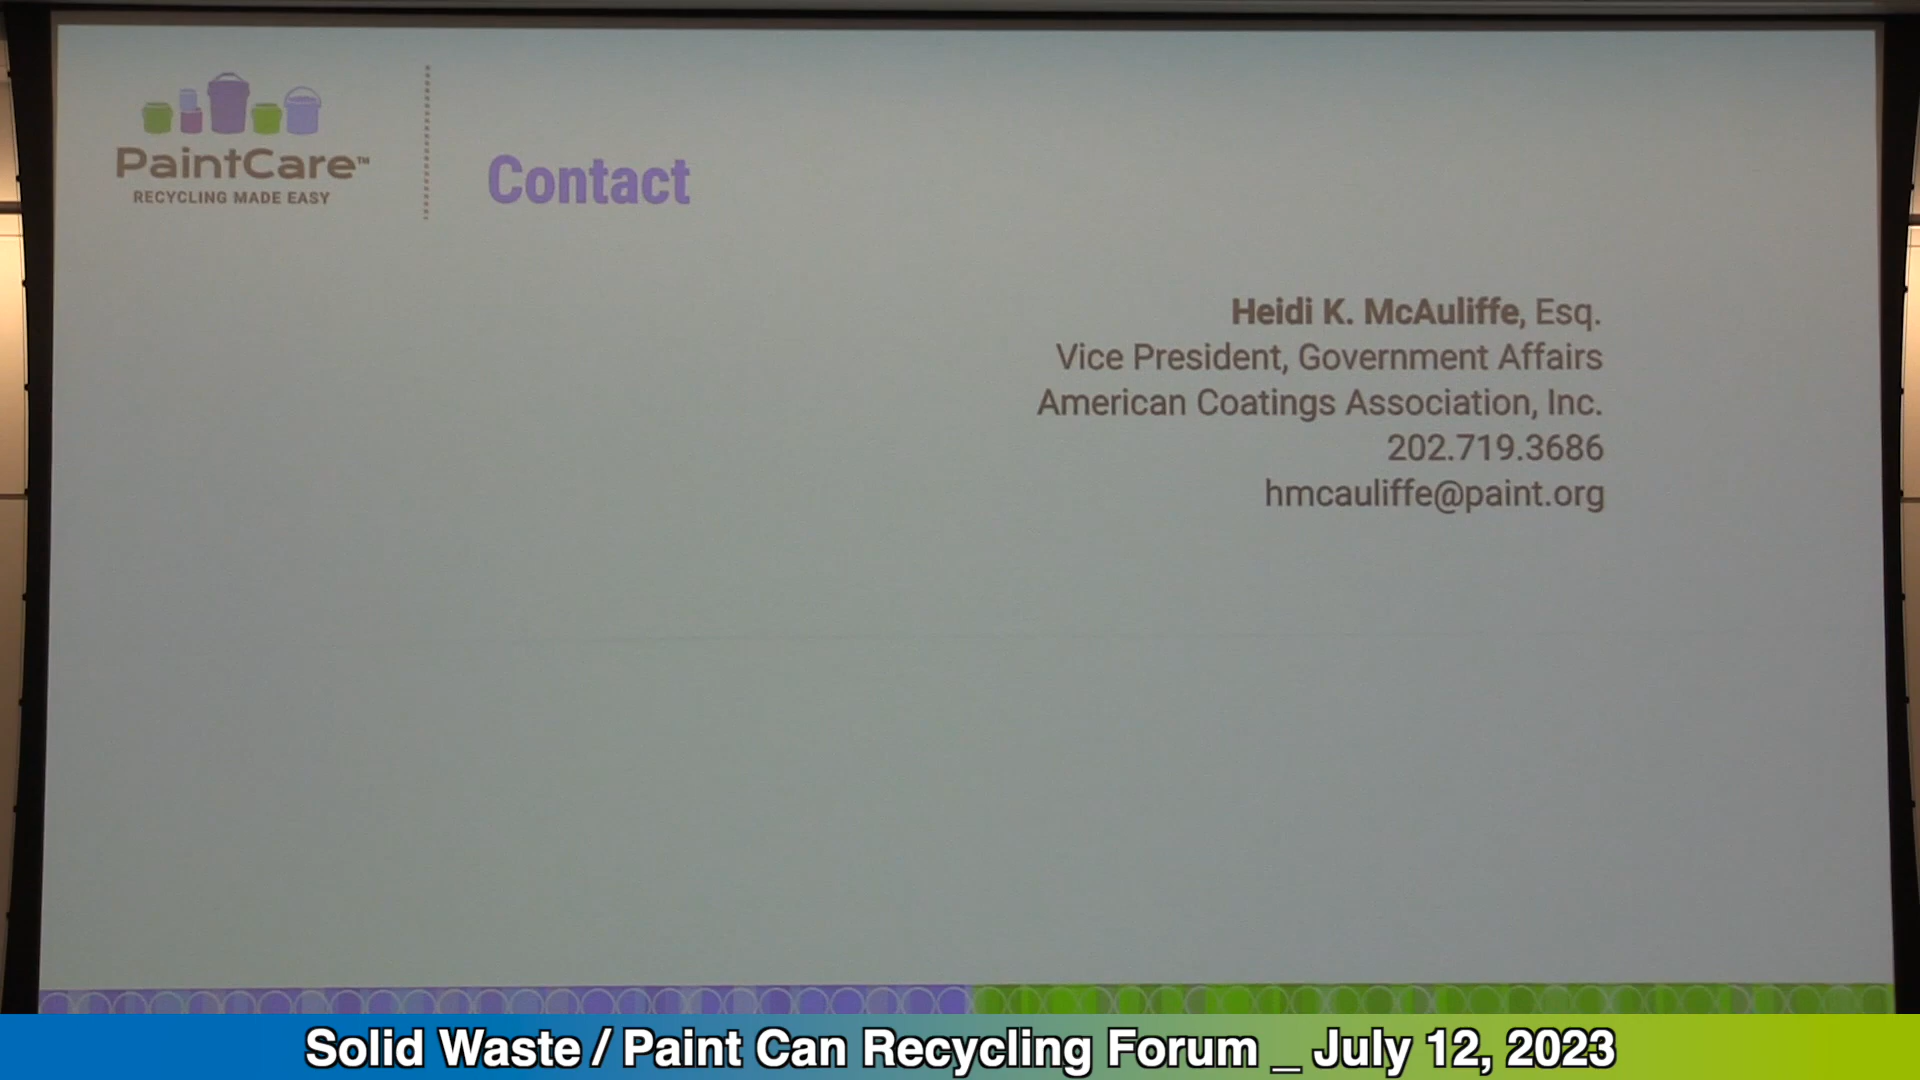 PaintCare™
RECYCLING MADE EASY
Contact
Heidi K. McAuliffe, Esq.
Vice President, Government Affairs
American Coatings Association, Inc.
202.719.3686
hmcauliffe@paint.org
Solid Waste / Paint Can Recycling Forum _ July 12, 2023